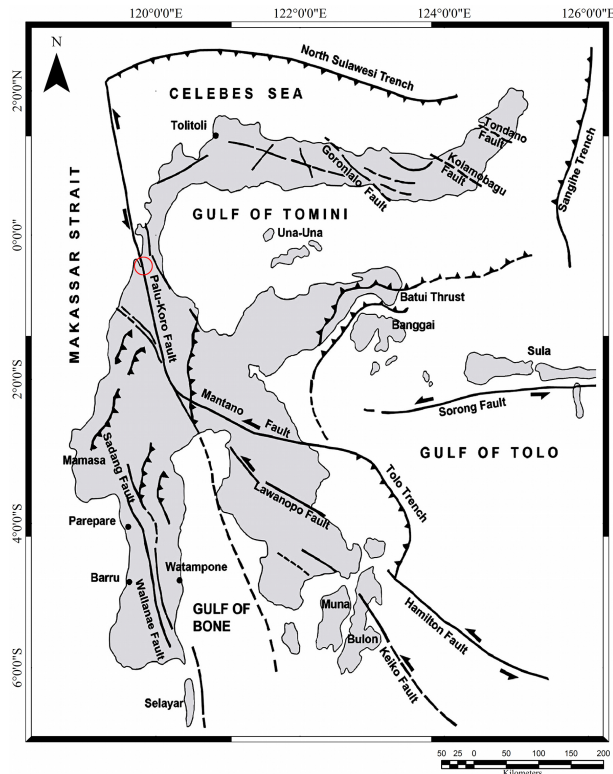 120°0'0"E 122°0'0"E 124°0'0"E 126°0'0"E
N
North Sulawesi Trench
2°0'0"N
CELEBES SEA
Tolitoli
Tondano
Fault
Goronlalo Fault
Kolamobagu
Fault
Sangihe Trench
MAKASSAR STRAIT
GULF OF TOMINI
Una-Una
0°0'0"
Palu-Koro Fault
Batui Thrust
Banggai
Sula
2°0'0"S
Mantano Fault
Sorong Fault
GULF OF TOLO
Mamasa
Sadang Fault
Tolo Trench
Lawanopo Fault
Parepare
4°0'0"S
Watampone
Barru
Wallanae Fault
GULF OF
BONE
Muna
Bulon
Hamilton Fault
Keiko Fault
6°0'0"S
Selayar
50 25 0 50 100 150 200
Kilometers